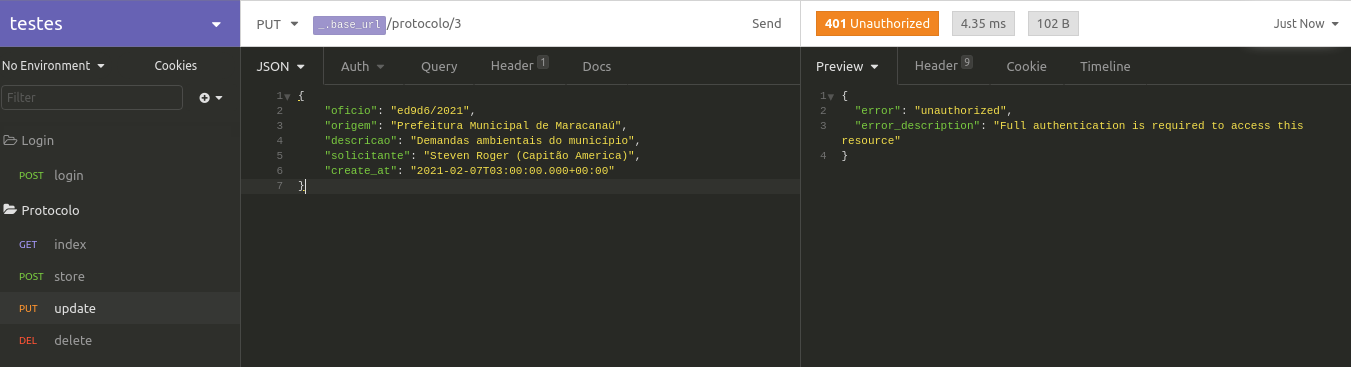 testes
No Environment
Cookies
Filter
Login
POST login
Protocolo
GET index
POST store
PUT update
DEL delete
PUT _.base_url/protocolo/3 Send
JSON Auth Query Header 1 Docs
1 {
2 "oficio": "ed9d6/2021",
3 "origem": "Prefeitura Municipal de Maracanaú",
4 "descricao": "Demandas ambientais do município",
5 "solicitante": "Steven Roger (Capitão America)",
6 "create_at": "2021-02-07T03:00:00.000+00:00"
7 }
401 Unauthorized 4.35 ms 102 B Just Now
Preview Header 9 Cookie Timeline
1 {
2 "error": "unauthorized",
3 "error_description": "Full authentication is required to access this
resource"
4 }